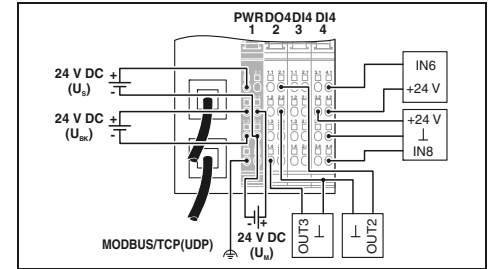 PWR DO4 DI4 DI4
1 2 3 4
24 V DC
(US)
+
-
24 V DC
(UBK)
+
-
IN6
+24 V
+24 V
⊥
IN8
- +
24 V DC
(UM)
MODBUS/TCP(UDP)
OUT3
⊥
⊥
OUT2